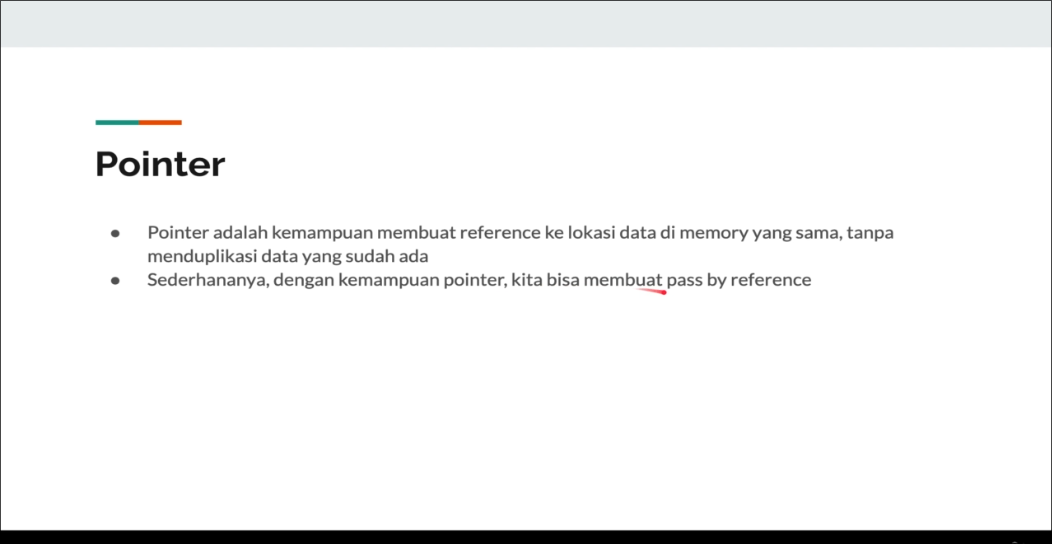 Pointer
● Pointer adalah kemampuan membuat reference ke lokasi data di memory yang sama, tanpa
menduplikasi data yang sudah ada
● Sederhananya, dengan kemampuan pointer, kita bisa membuat pass by reference